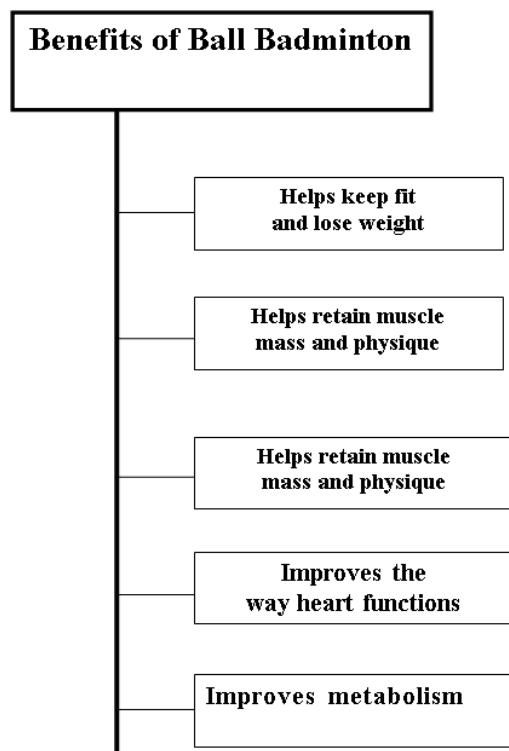 Benefits of Ball Badminton
Helps keep fit
and lose weight
Helps retain muscle
mass and physique
Helps retain muscle
mass and physique
Improves the
way heart functions
Improves metabolism